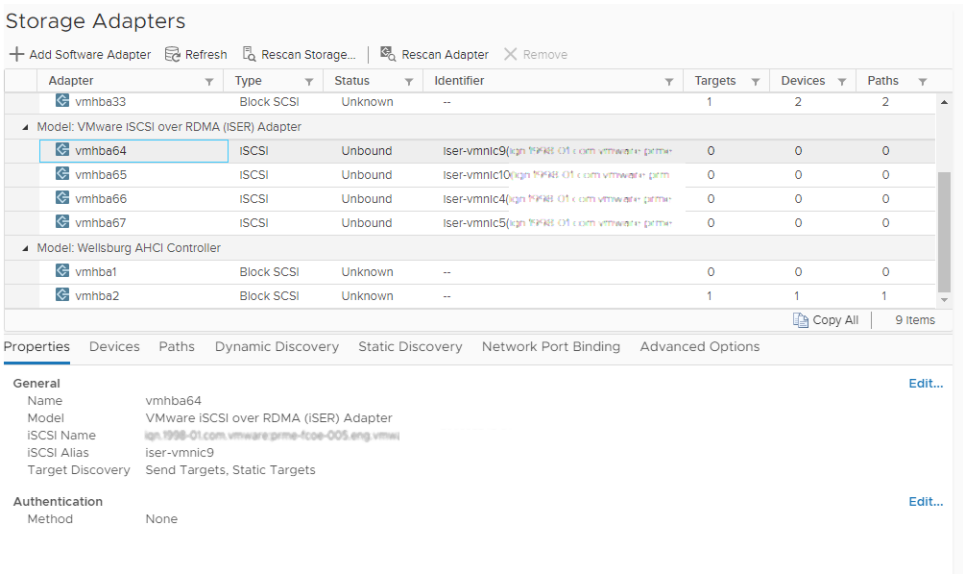 Storage Adapters
Add Software Adapter Refresh Rescan Storage... Rescan Adapter Remove
Adapter Type Status Identifier Targets Devices Paths
vmhba33 Block SCSI Unknown -- 1 2 2
Model: VMware iSCSI over RDMA (iSER) Adapter
vmhba64 iSCSI Unbound iser-vmnic9( 0 0 0
vmhba65 iSCSI Unbound iser-vmnic10( 0 0 0
vmhba66 iSCSI Unbound iser-vmnic4( 0 0 0
vmhba67 iSCSI Unbound iser-vmnic5( 0 0 0
Model: Wellsburg AHCI Controller
vmhba1 Block SCSI Unknown -- 0 0 0
vmhba2 Block SCSI Unknown -- 1 1 1
Copy All 9 items
Properties Devices Paths Dynamic Discovery Static Discovery Network Port Binding Advanced Options
General Edit...
Name vmhba64
Model VMware iSCSI over RDMA (iSER) Adapter
iSCSI Name
iSCSI Alias iser-vmnic9
Target Discovery Send Targets, Static Targets
Authentication Edit...
Method None